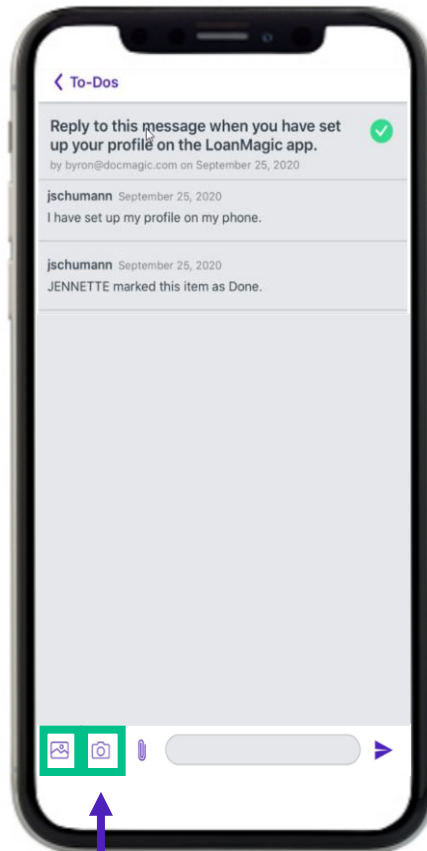 To-Dos
Reply to this message when you have set
up your profile on the LoanMagic app.
by byron@docmagic.com on September 25, 2020
jschumann September 25, 2020
I have set up my profile on my phone.
jschumann September 25, 2020
JENNETTE marked this item as Done.